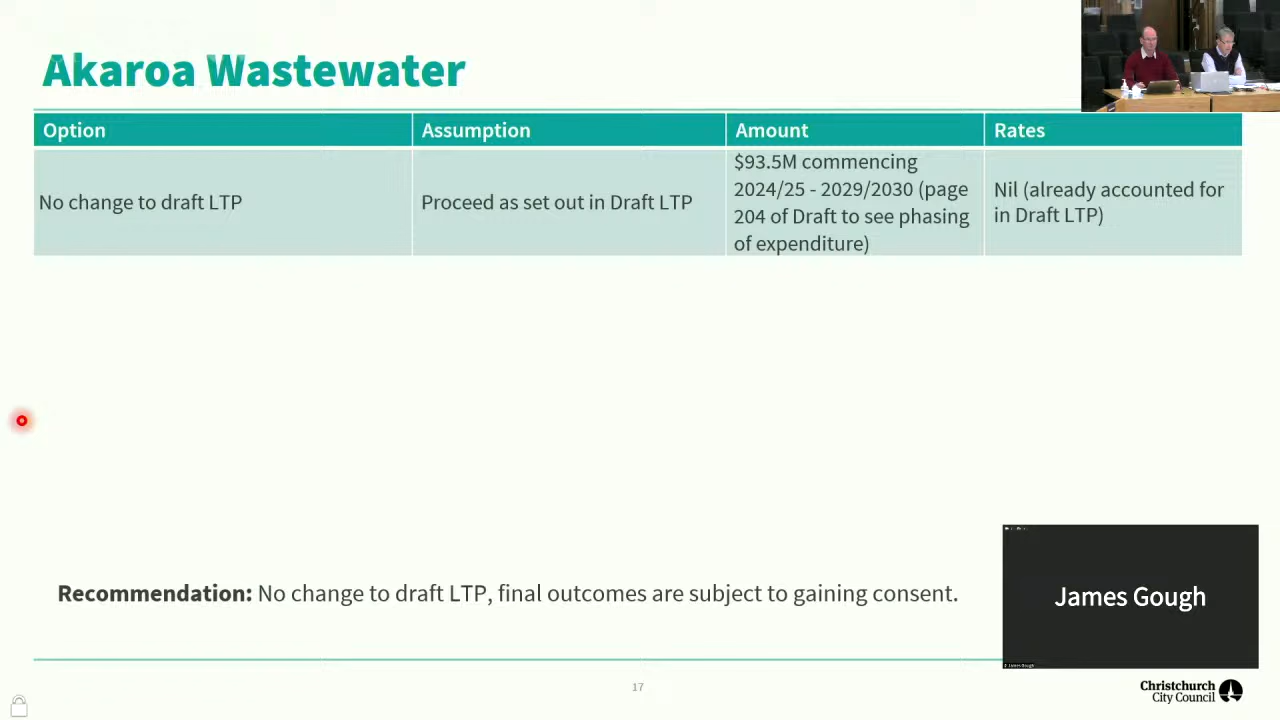 Akaroa Wastewater
Option
Assumption
Amount
Rates
No change to draft LTP
Proceed as set out in Draft LTP
$93.5M commencing
2024/25 - 2029/2030 (page
204 of Draft to see phasing
of expenditure)
Nil (already accounted for
in Draft LTP)
Recommendation: No change to draft LTP, final outcomes are subject to gaining consent.
James Gough
James Gough
17
Christchurch
City Council